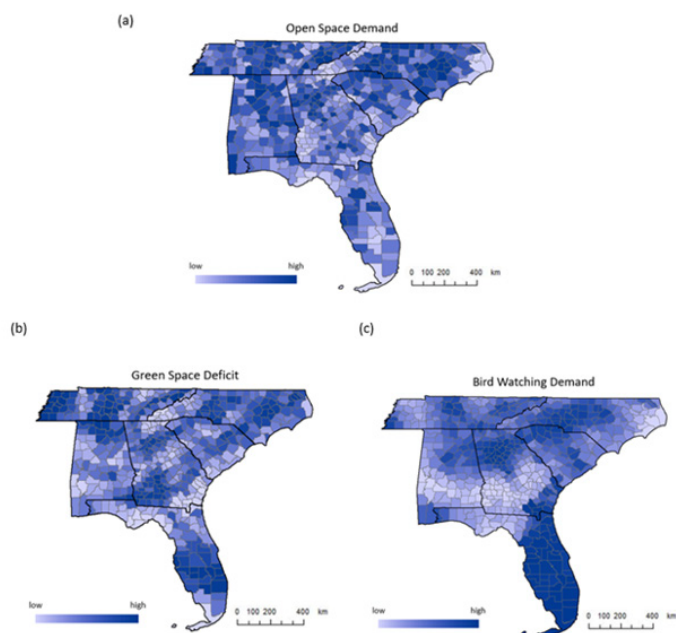 (a)
Open Space Demand
low high
0 100 200 400 km
(b)
(c)
Green Space Deficit
Bird Watching Demand
low high
0 100 200 400 km
low high
0 100 200 400 km